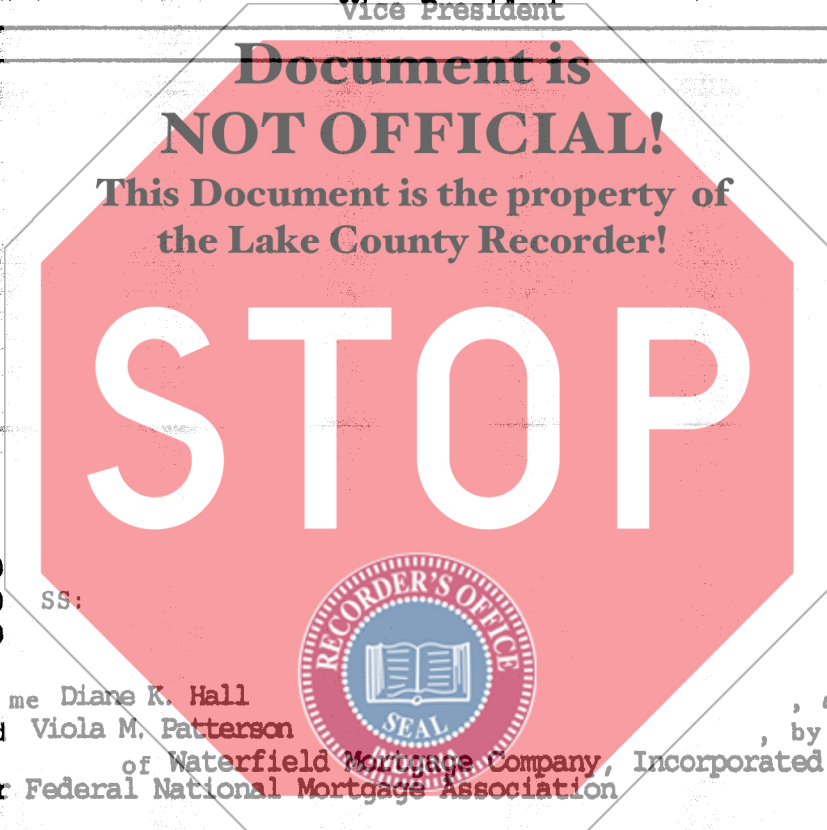 Vice President
Document is
NOT OFFICIAL!
This Document is the property of
the Lake County Recorder!
STOP
RECORDER'S OFFICE
SEAL
INDIANA
) SS:
)
me Diane K. Hall ,
Viola M. Patterson , by
of Waterfield Mortgage Company, Incorporated
Federal National Mortgage Association